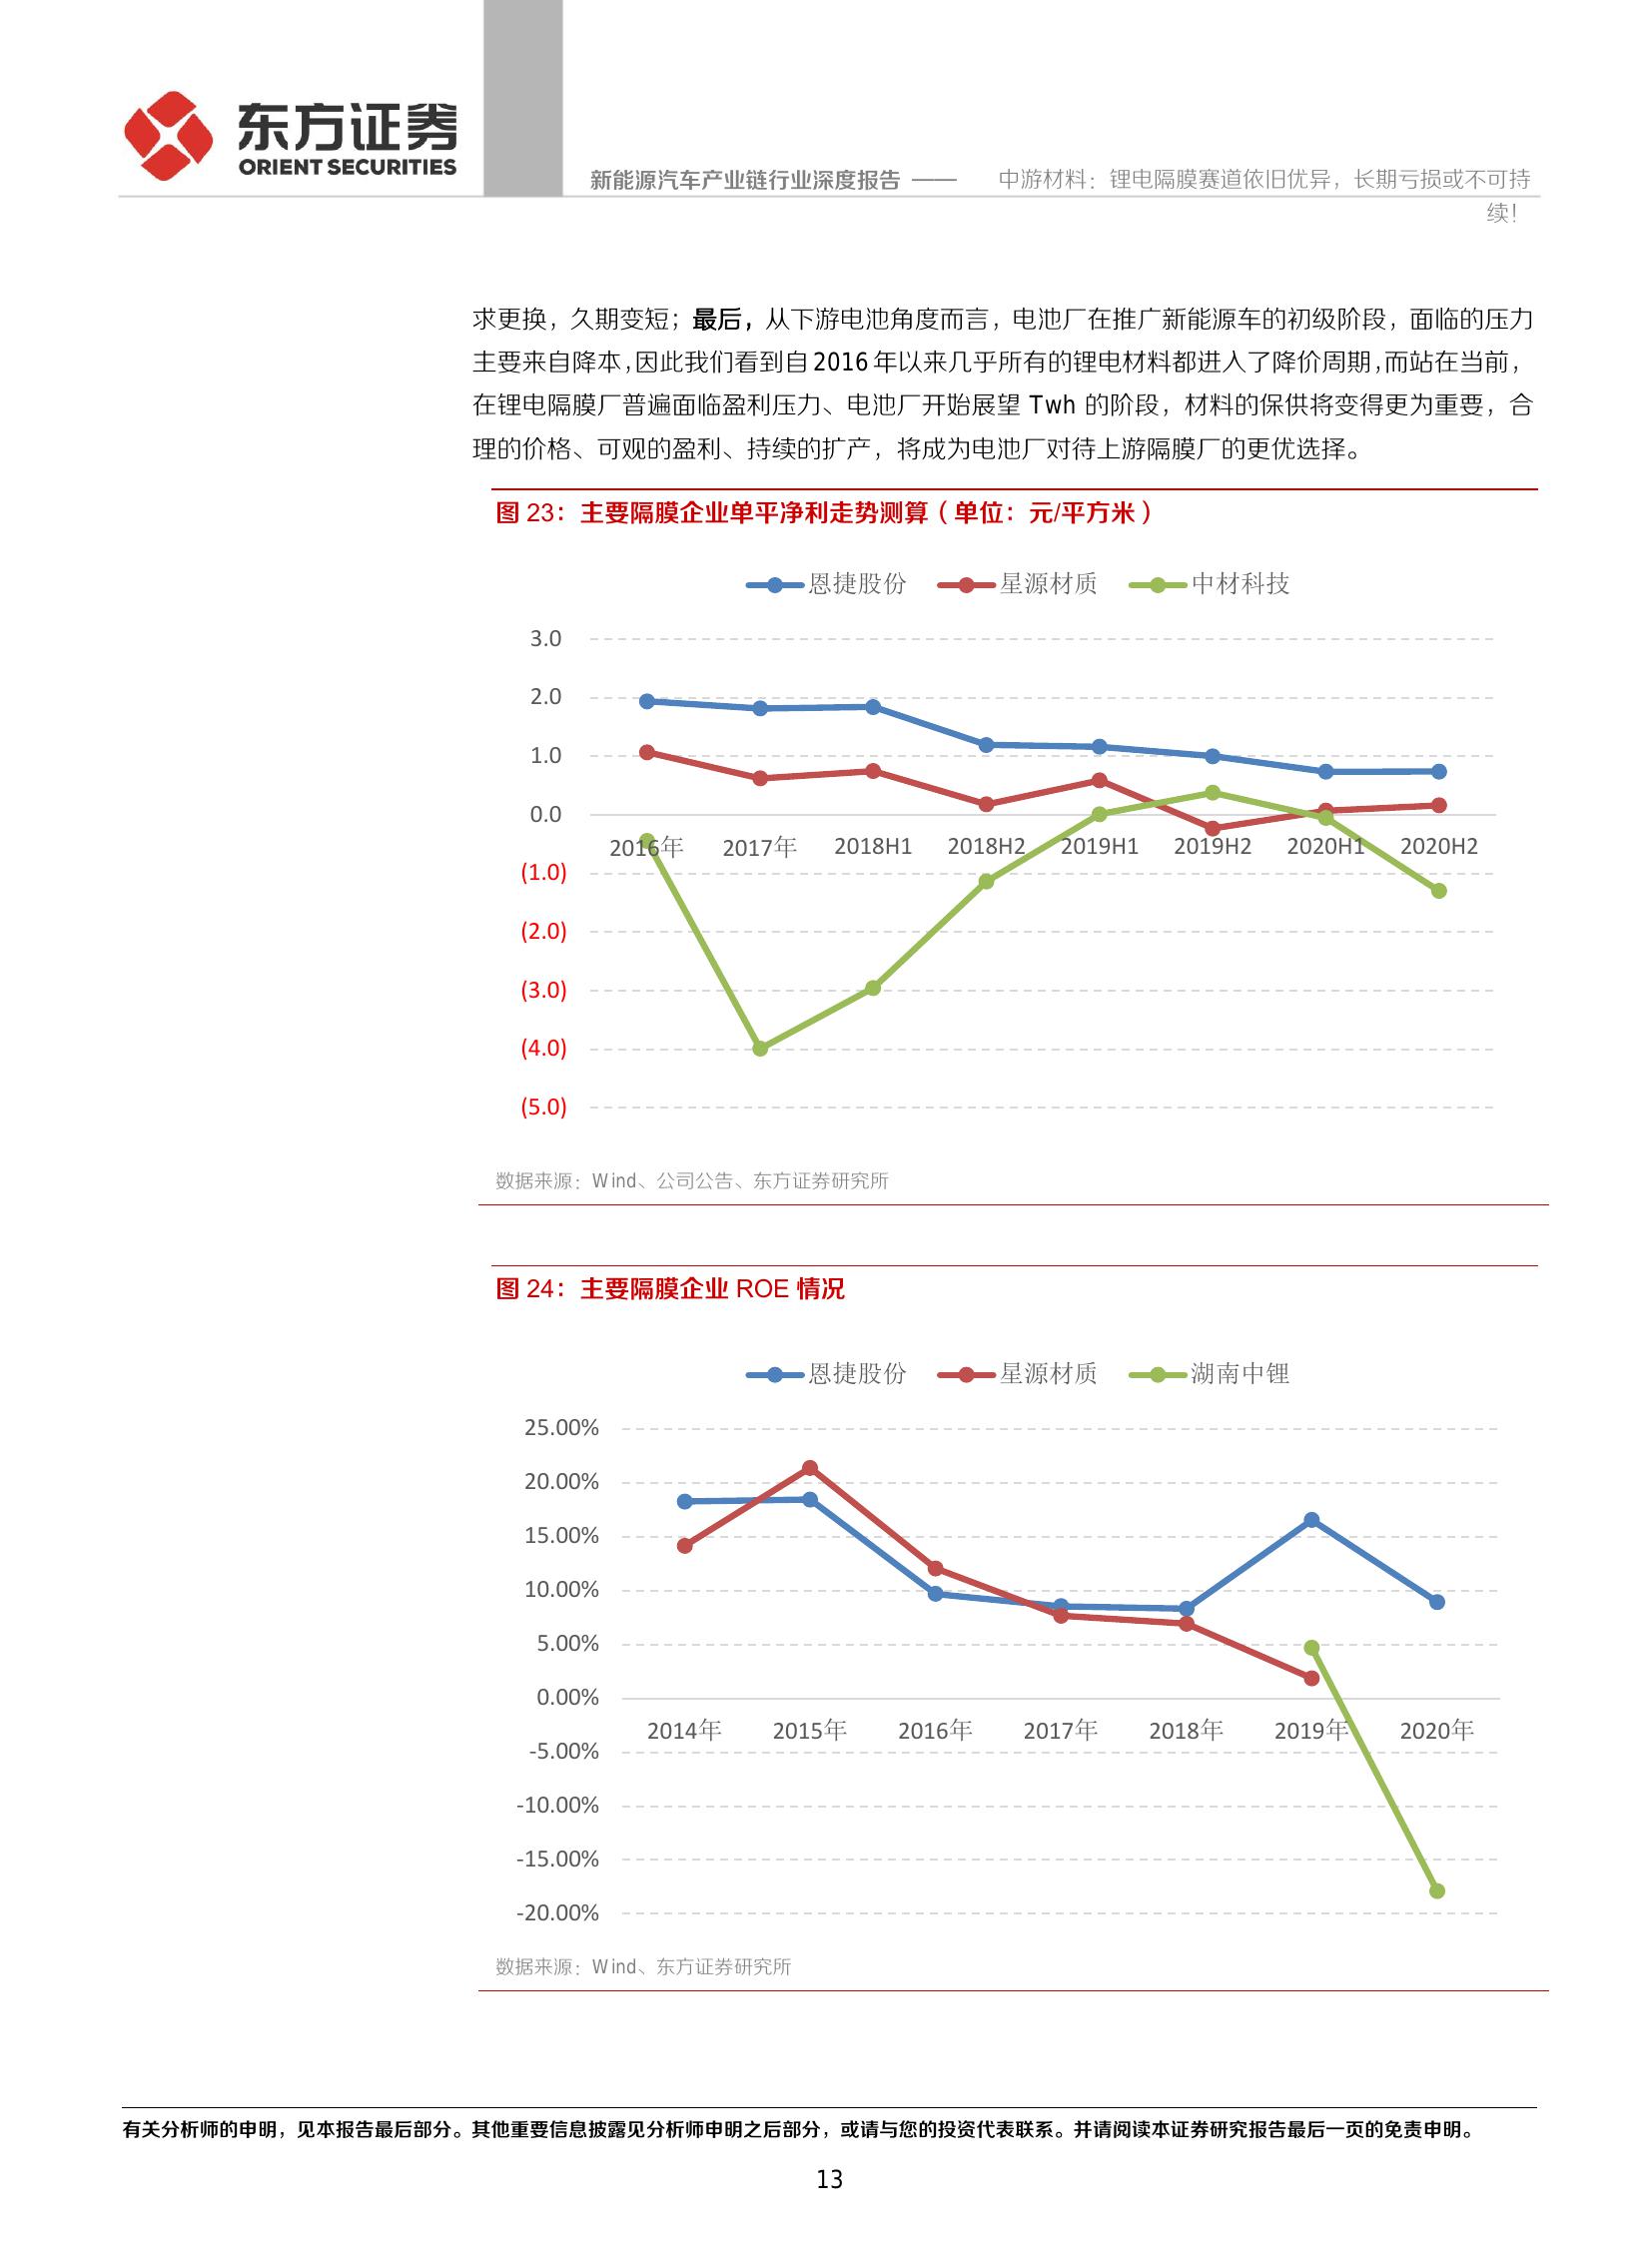 东方证券
ORIENT SECURITIES
新能源汽车产业链行业深度报告 —— 中游材料：锂电隔膜赛道依旧优异，长期亏损或不可持
续！
求更换，久期变短；最后，从下游电池角度而言，电池厂在推广新能源车的初级阶段，面临的压力
主要来自降本，因此我们看到自 2016 年以来几乎所有的锂电材料都进入了降价周期，而站在当前，
在锂电隔膜厂普遍面临盈利压力、电池厂开始展望 Twh 的阶段，材料的保供将变得更为重要，合
理的价格、可观的盈利、持续的扩产，将成为电池厂对待上游隔膜厂的更优选择。
图 23：主要隔膜企业单平净利走势测算（单位：元/平方米）
恩捷股份 星源材质 中材科技
3.0
2.0
1.0
0.0
2016年 2017年 2018H1 2018H2 2019H1 2019H2 2020H1 2020H2
(1.0)
(2.0)
(3.0)
(4.0)
(5.0)
数据来源：Wind、公司公告、东方证券研究所
图 24：主要隔膜企业 ROE 情况
恩捷股份 星源材质 湖南中锂
25.00%
20.00%
15.00%
10.00%
5.00%
0.00%
2014年 2015年 2016年 2017年 2018年 2019年 2020年
-5.00%
-10.00%
-15.00%
-20.00%
数据来源：Wind、东方证券研究所
有关分析师的申明，见本报告最后部分。其他重要信息披露见分析师申明之后部分，或请与您的投资代表联系。并请阅读本证券研究报告最后一页的免责申明。
13